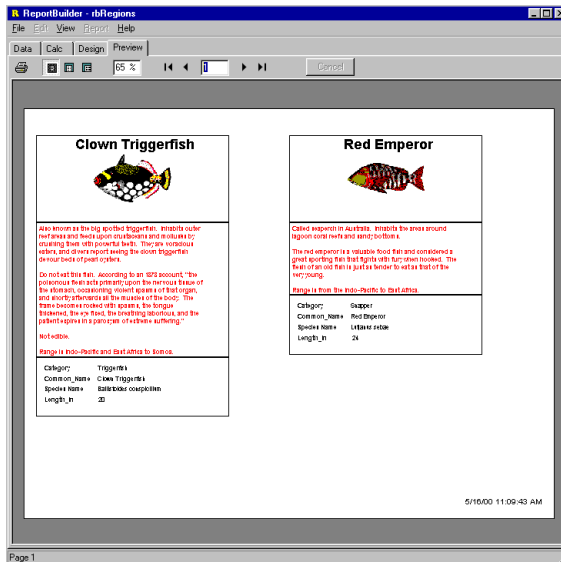 ReportBuilder - rbRegions
File Edit View Report Help
Data Calc Design Preview
65 % 1 Cancel
Clown Triggerfish
Also known as the big spotted triggerfish. Inhabits outer
reef areas and feeds upon crustaceans and mollusks by
crushing them with powerful teeth. They are voracious
eaters, and divers report seeing the clown triggerfish
devour beds of pearl oysters.
Do not eat this fish. According to an 1878 account, "the
poisonous flesh acts primarily upon the nervous tissue of
the stomach, occasioning violent spasms of that organ,
and shortly afterwards all the muscles of the body. The
frame becomes rocked with spasms, the tongue
thickened, the eye fixed, the breathing laborious, and the
patient expires in a paroxysm of extreme suffering."
Not edible.
Range is Indo-Pacific and East Africa to Somoa.
Category Triggerfish
Common_Name Clown Triggerfish
Species Name Ballistoides conspicillum
Length_In 20
Red Emperor
Called seaperch in Australia. Inhabits the areas around
lagoon coral reefs and sandy bottoms.
The red emperor is a valuable food fish and considered a
great sporting fish that fights with fury when hooked. The
flesh of an old fish is just as tender to eat as that of the
very young.
Range is from the Indo-Pacific to East Africa.
Category Snapper
Common_Name Red Emperor
Species Name Lutjanus sebae
Length_In 24
5/16/00 11:09:43 AM
Page 1